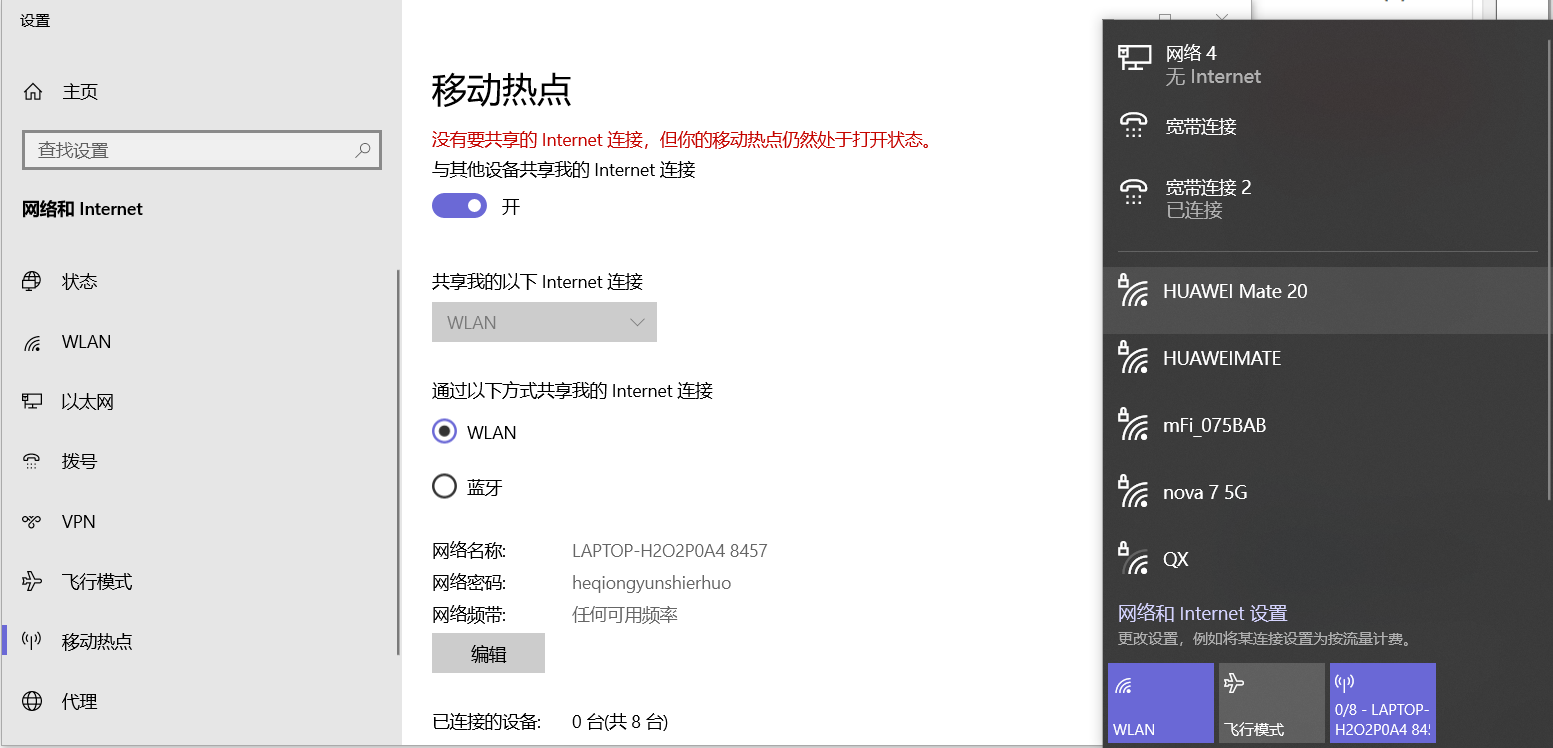 设置
主页
查找设置
网络和 Internet
状态
WLAN
以太网
拨号
VPN
飞行模式
移动热点
代理
移动热点
没有要共享的 Internet 连接，但你的移动热点仍然处于打开状态。
与其他设备共享我的 Internet 连接
开
共享我的以下 Internet 连接
WLAN
通过以下方式共享我的 Internet 连接
WLAN
蓝牙
网络名称: LAPTOP-H2O2P0A4 8457
网络密码: heqiongyunshierhuo
网络频带: 任何可用频率
编辑
已连接的设备: 0 台(共 8 台)
网络 4
无 Internet
宽带连接
宽带连接 2
已连接
HUAWEI Mate 20
HUAWEIMATE
mFi_075BAB
nova 7 5G
QX
网络和 Internet 设置
更改设置，例如将某连接设置为按流量计费。
WLAN
飞行模式
0/8 - LAPTOP-
H2O2P0A4 845